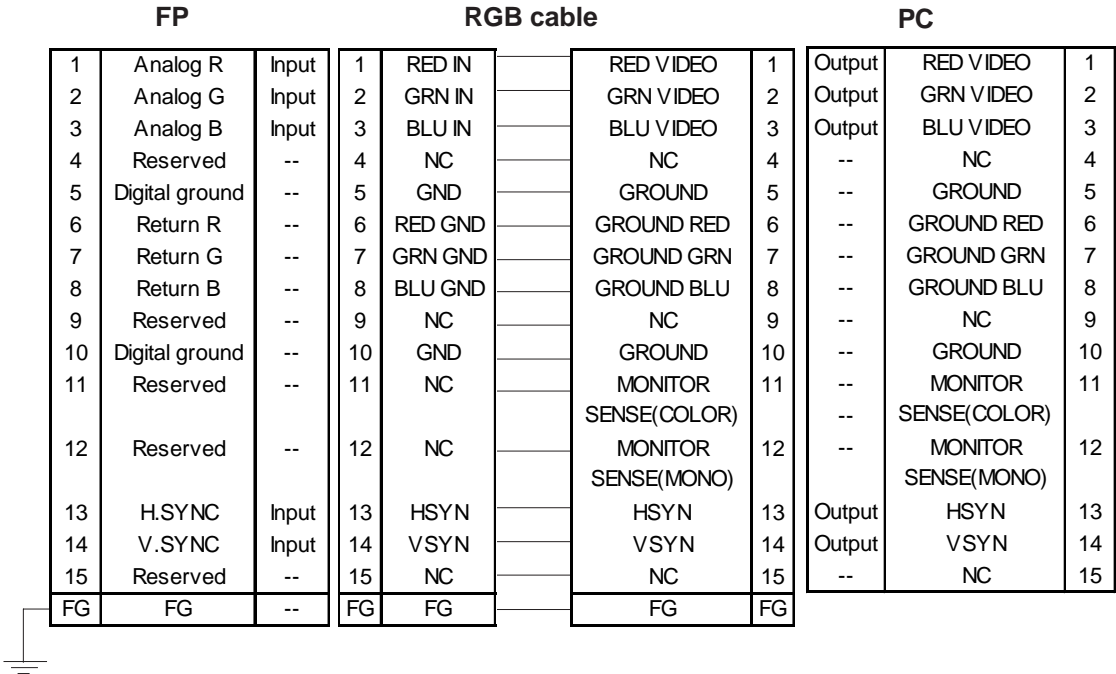 FP RGB cable PC
1 Analog R Input 1 RED IN RED VIDEO 1 Output RED VIDEO 1
2 Analog G Input 2 GRN IN GRN VIDEO 2 Output GRN VIDEO 2
3 Analog B Input 3 BLU IN BLU VIDEO 3 Output BLU VIDEO 3
4 Reserved -- 4 NC NC 4 -- NC 4
5 Digital ground -- 5 GND GROUND 5 -- GROUND 5
6 Return R -- 6 RED GND GROUND RED 6 -- GROUND RED 6
7 Return G -- 7 GRN GND GROUND GRN 7 -- GROUND GRN 7
8 Return B -- 8 BLU GND GROUND BLU 8 -- GROUND BLU 8
9 Reserved -- 9 NC NC 9 -- NC 9
10 Digital ground -- 10 GND GROUND 10 -- GROUND 10
11 Reserved -- 11 NC MONITOR 11 -- MONITOR 11
SENSE(COLOR) -- SENSE(COLOR)
12 Reserved -- 12 NC MONITOR 12 -- MONITOR 12
SENSE(MONO) SENSE(MONO)
13 H.SYNC Input 13 HSYN HSYN 13 Output HSYN 13
14 V.SYNC Input 14 VSYN VSYN 14 Output VSYN 14
15 Reserved -- 15 NC NC 15 -- NC 15
FG FG -- FG FG FG FG